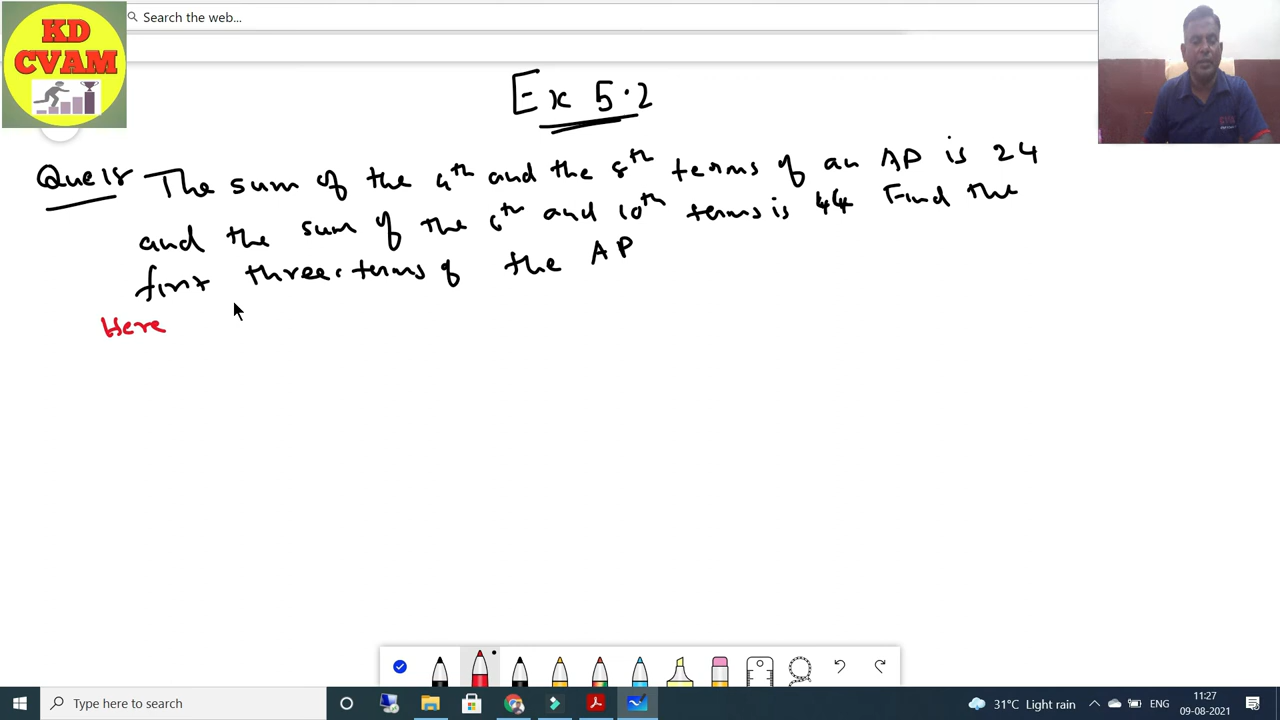 KD
CVAM
Search the web...
Ex 5.2
Que 18 The sum of the 4th and the 8th terms of an AP is 24
and the sum of the 6th and 10th terms is 44 Find the
first three terms of the AP
Here
Type here to search
31°C Light rain
ENG
11:27
09-08-2021